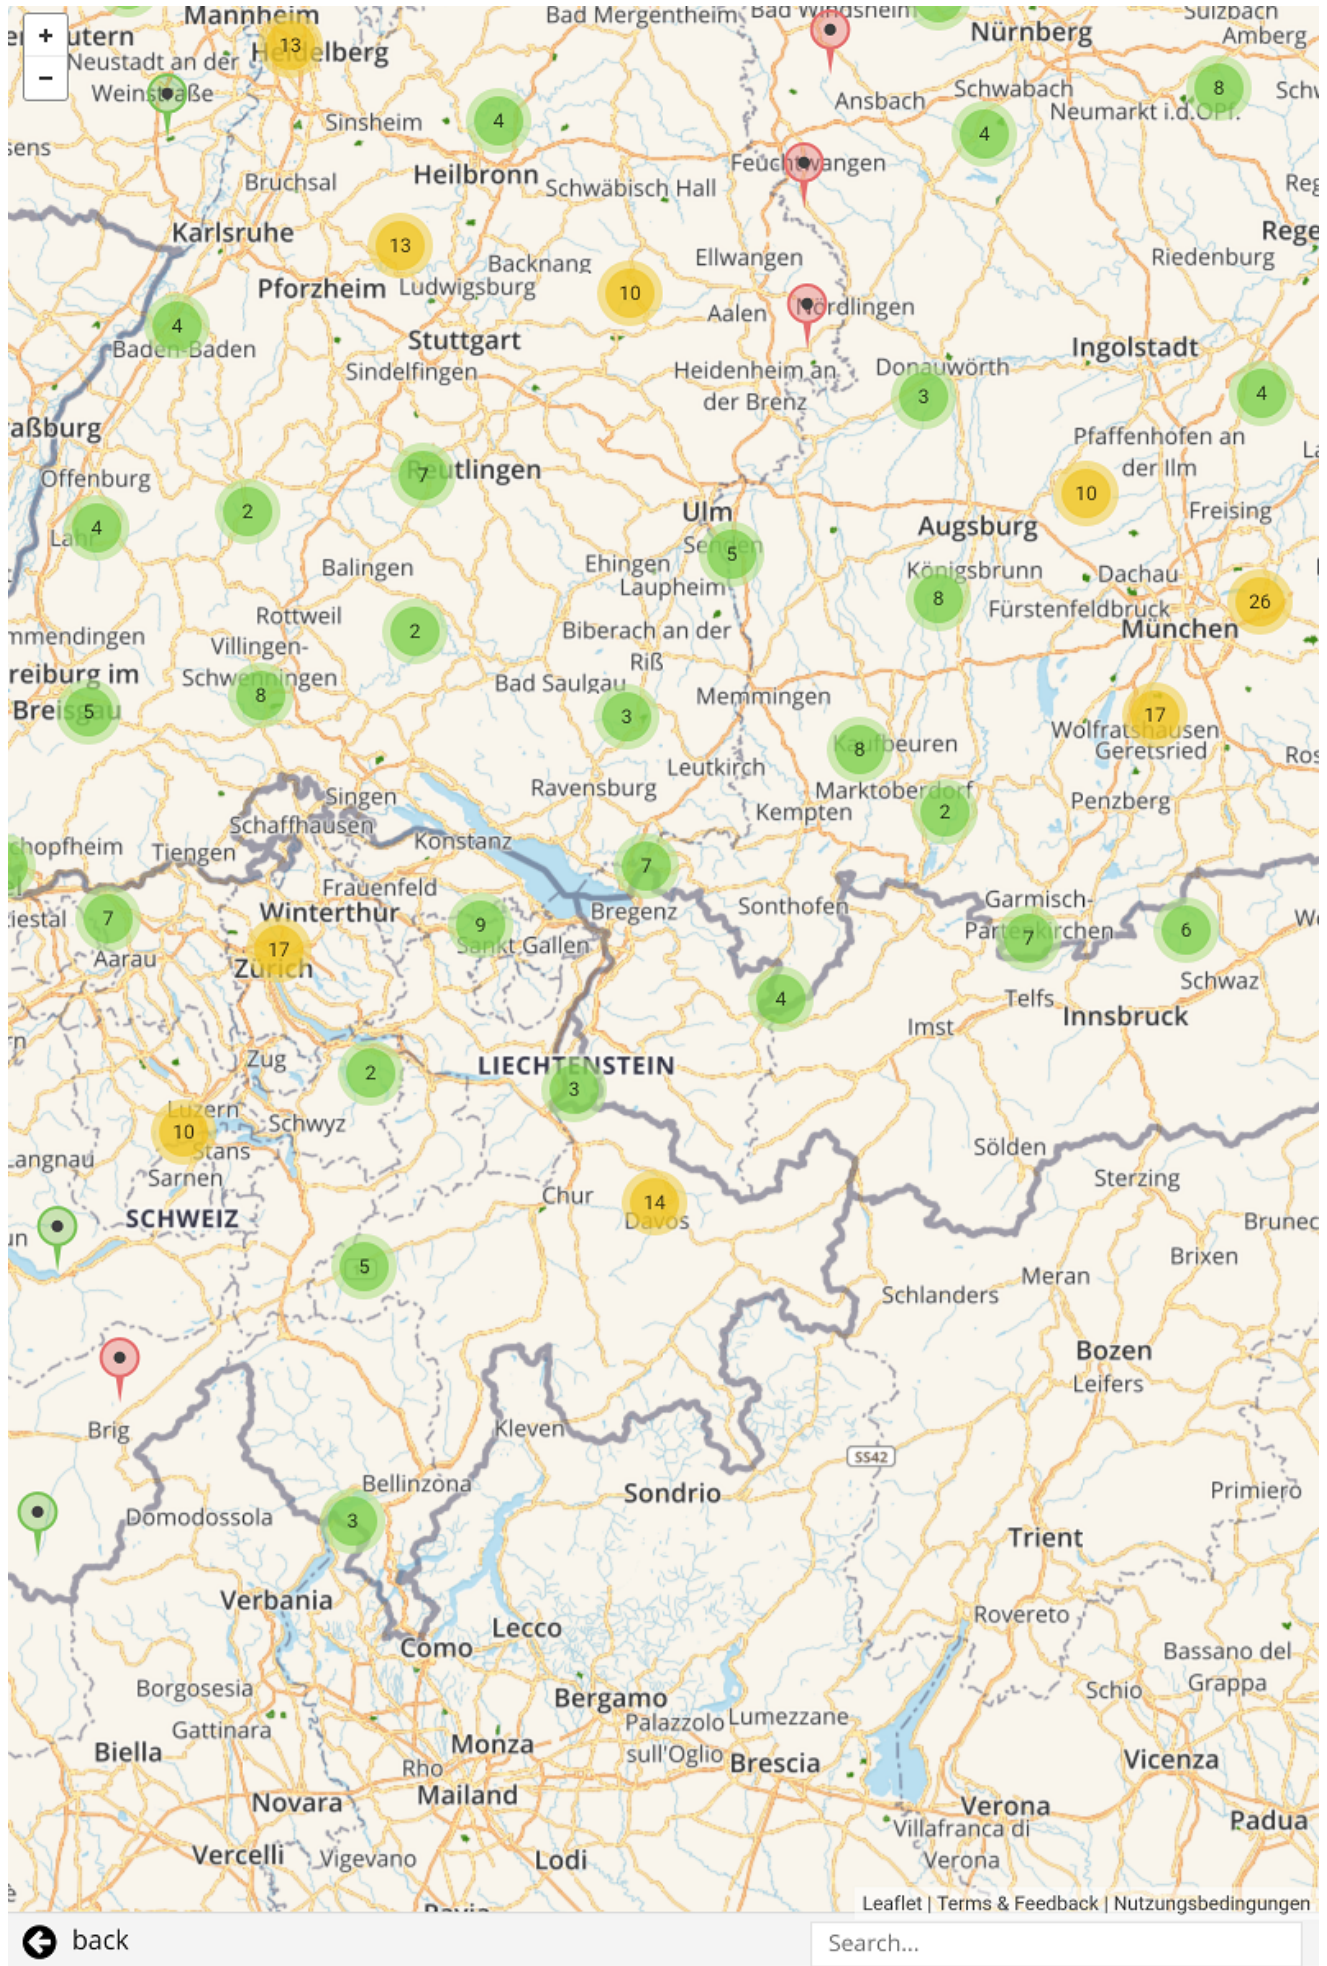 Mannheim
Bad Mergentheim
Bad Windsheim
Sulzbach
Nürnberg
Amberg
+
−
Neustadt an der
Weinstraße
13
Heidelberg
Sinsheim
4
Ansbach
Schwabach
8
Neumarkt i.d.OPf.
4
Bruchsal
Heilbronn
Schwäbisch Hall
Feuchtwangen
Karlsruhe
13
Backnang
Ellwangen
Riedenburg
Pforzheim
Ludwigsburg
10
Aalen
Nördlingen
4
Baden-Baden
Stuttgart
Sindelfingen
Heidenheim an
der Brenz
Donauwörth
3
Ingolstadt
4
Offenburg
7
Reutlingen
Pfaffenhofen an
der Ilm
10
4
Lahr
2
Ulm
Senden
5
Augsburg
Freising
Balingen
Ehingen
Laupheim
Königsbrunn
8
Dachau
Fürstenfeldbruck
26
München
Rottweil
Villingen-
Schwenningen
8
2
Biberach an der
Riß
Bad Saulgau
3
Memmingen
17
Wolfratshausen
Geretsried
Breisgau
5
8
Kaufbeuren
Leutkirch
Singen
Ravensburg
Marktoberdorf
2
Kempten
Penzberg
Schaffhausen
Tiengen
Konstanz
7
Frauenfeld
Winterthur
9
Sankt Gallen
Bregenz
Sonthofen
Garmisch-
Partenkirchen
7
6
7
Aarau
17
Zürich
4
Schwaz
Telfs
Innsbruck
Imst
Zug
2
LIECHTENSTEIN
3
Luzern
10
Schwyz
Stans
Sarnen
Langnau
Sölden
Sterzing
SCHWEIZ
Chur
14
Davos
5
Brixen
Meran
Schlanders
Bozen
Leifers
Brig
Kleven
SS42
Bellinzona
Sondrio
Primiero
3
Domodossola
Trient
Verbania
Rovereto
Lecco
Como
Bassano del
Grappa
Borgosesia
Bergamo
Schio
Gattinara
Palazzolo
sull'Oglio
Lumezzane
Biella
Monza
Rho
Brescia
Vicenza
Novara
Mailand
Verona
Villafranca di
Verona
Padua
Vercelli
Vigevano
Lodi
Leaflet | Terms & Feedback | Nutzungsbedingungen
back
Search...